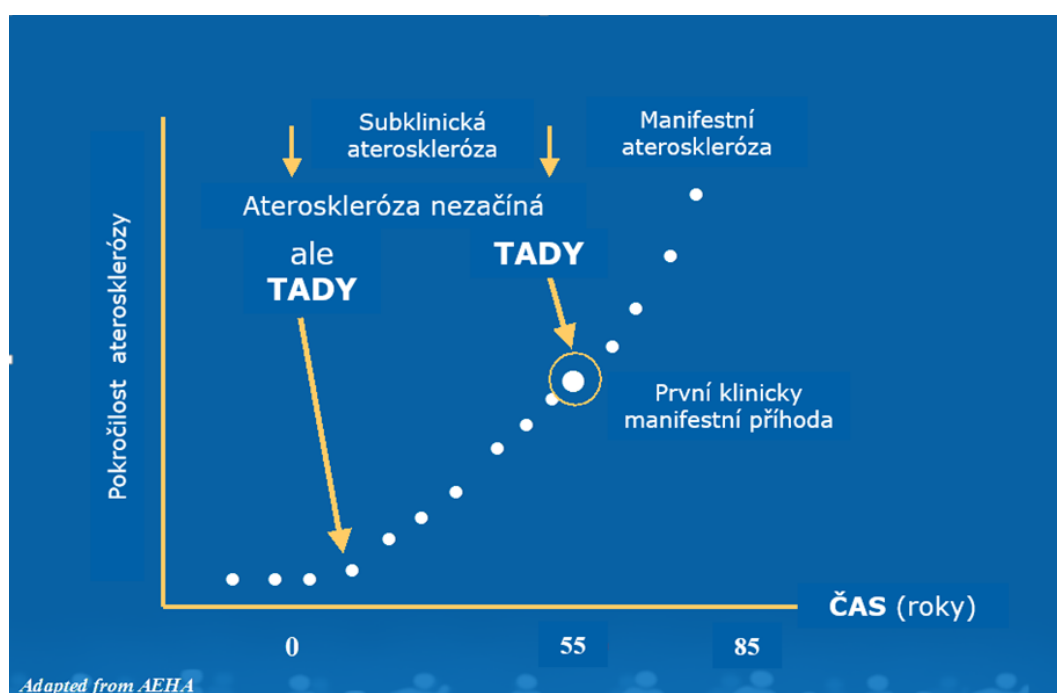 Subklinická
ateroskleróza
Manifestní
ateroskleróza
Ateroskleróza nezačíná
ale
TADY
TADY
Pokročilost aterosklerózy
První klinicky
manifestní příhoda
ČAS (roky)
0
55
85
Adapted from AEHA